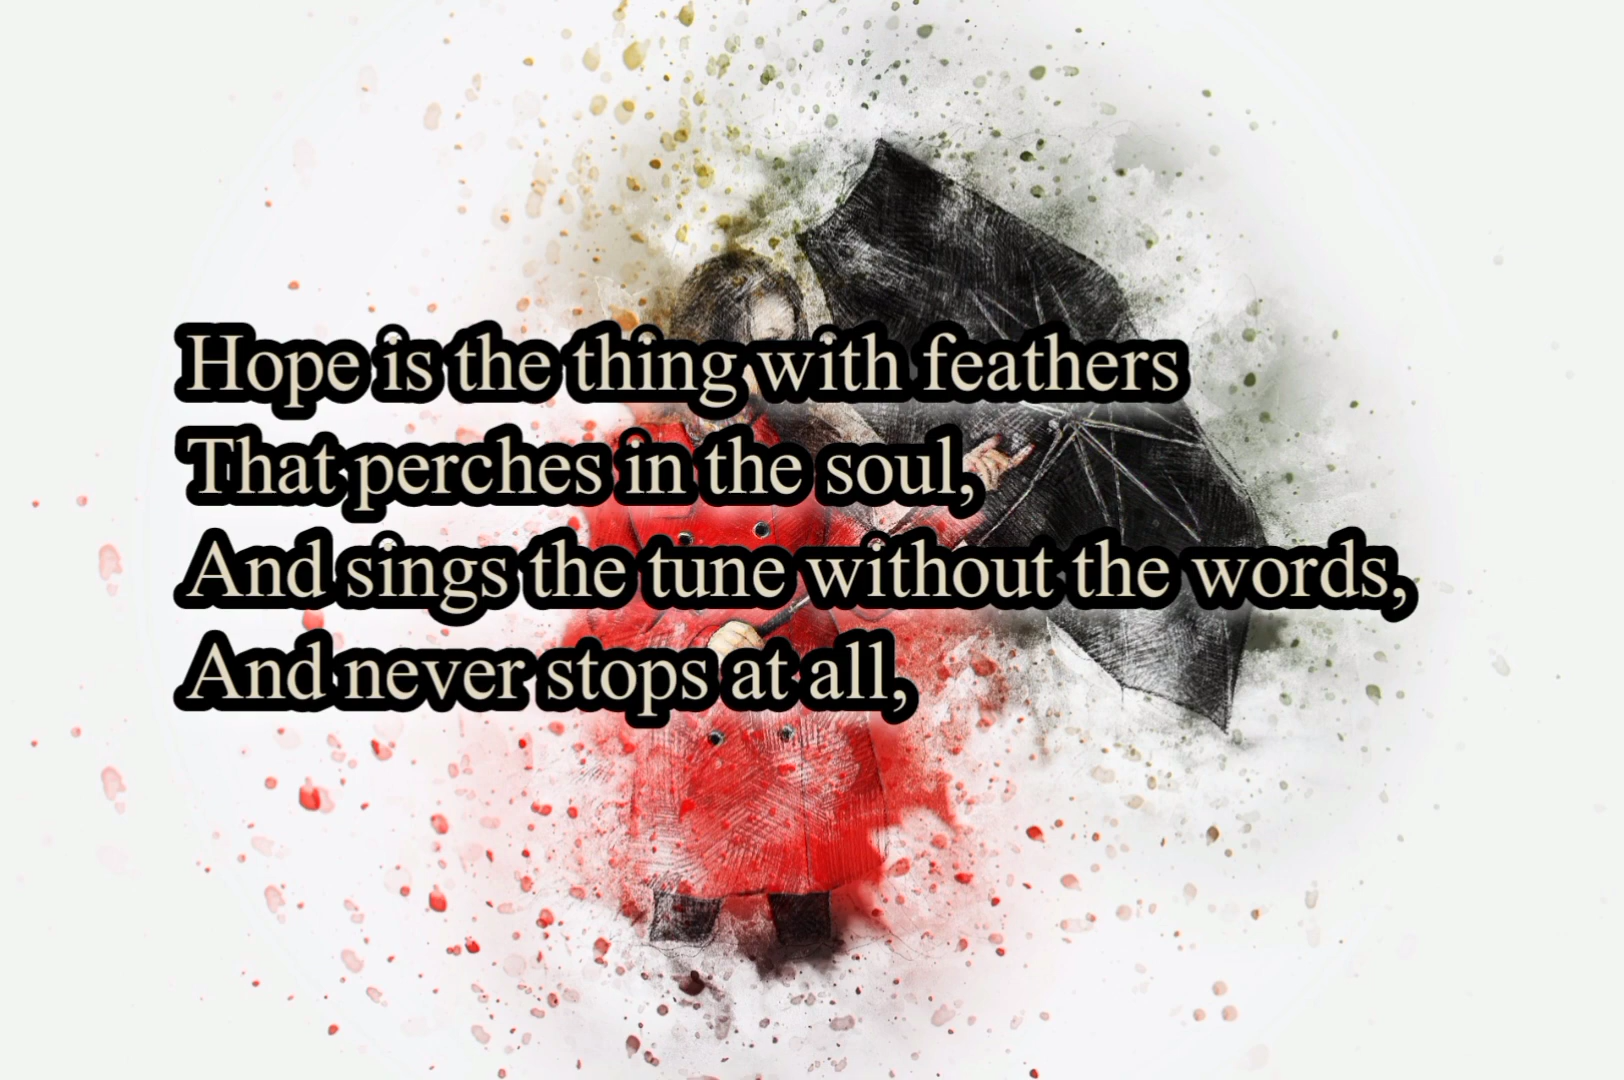 Hope is the thing with feathers
That perches in the soul,
And sings the tune without the words,
And never stops at all,